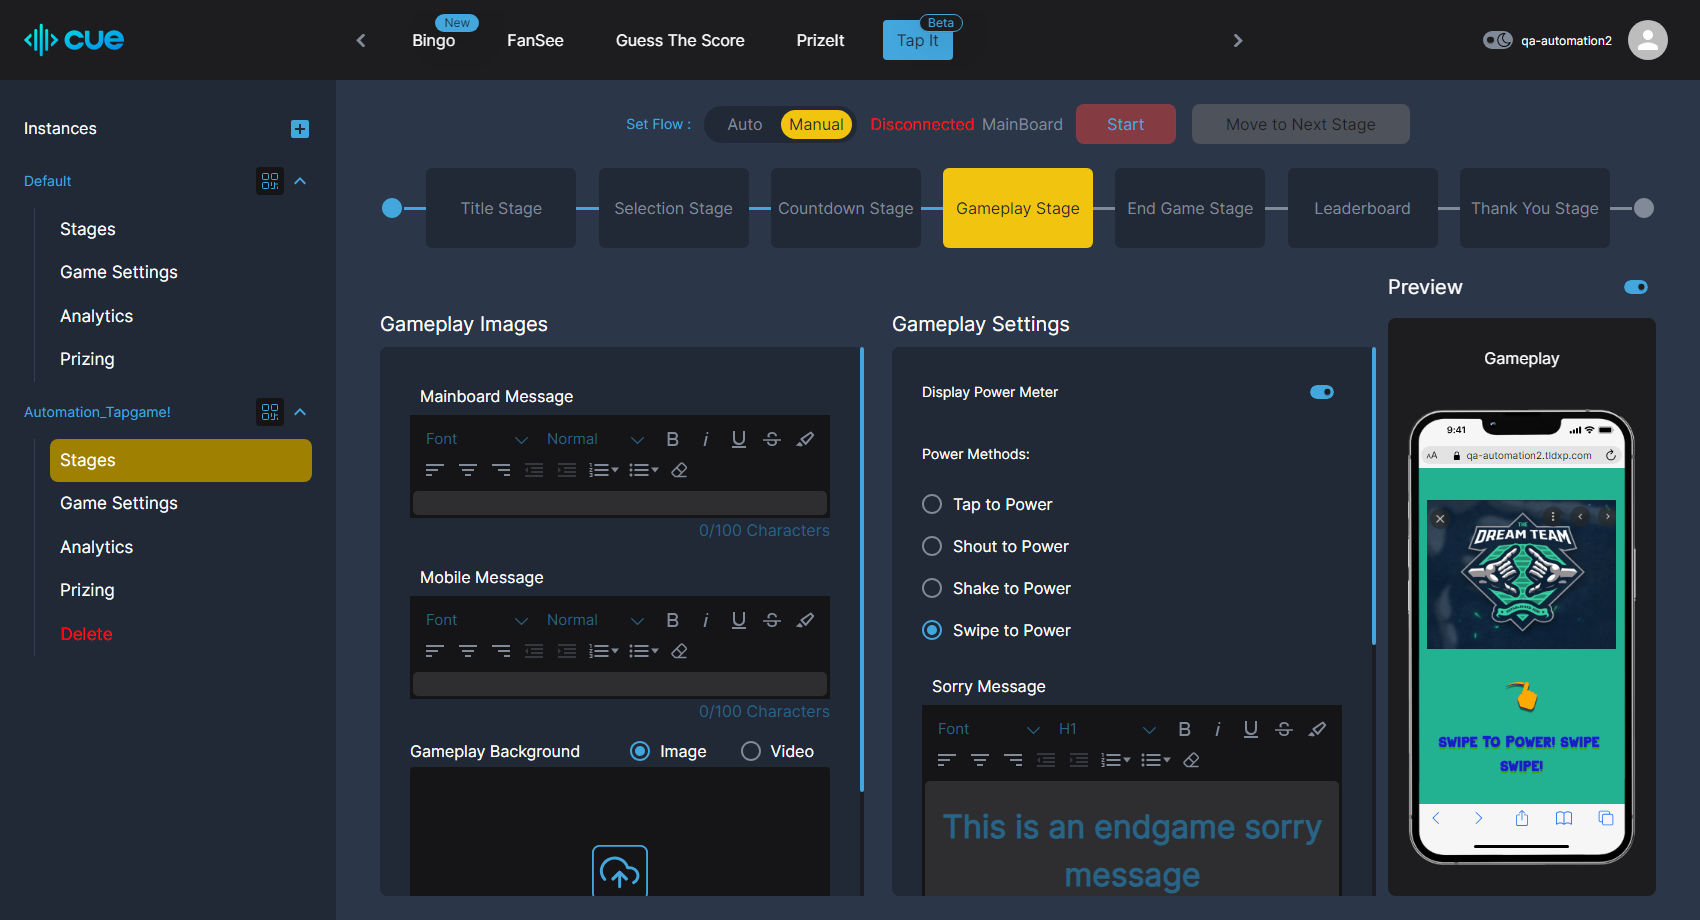 cue
New
Bingo
FanSee
Guess The Score
PrizeIt
Beta
Tap It
qa-automation2
Instances
Default
Stages
Game Settings
Analytics
Prizing
Automation_Tapgame!
Stages
Game Settings
Analytics
Prizing
Delete
Set Flow :
Auto
Manual
Disconnected MainBoard
Start
Move to Next Stage
Title Stage
Selection Stage
Countdown Stage
Gameplay Stage
End Game Stage
Leaderboard
Thank You Stage
Gameplay Images
Mainboard Message
Font
Normal
B i U S
0/100 Characters
Mobile Message
Font
Normal
B i U S
0/100 Characters
Gameplay Background
Image
Video
Gameplay Settings
Display Power Meter
Power Methods:
Tap to Power
Shout to Power
Shake to Power
Swipe to Power
Sorry Message
Font
H1
B i U S
This is an endgame sorry
message
Preview
Gameplay
9:41
AA
qa-automation2.tldxp.com
THE
DREAM TEAM
SWIPE TO POWER! SWIPE
SWIPE!